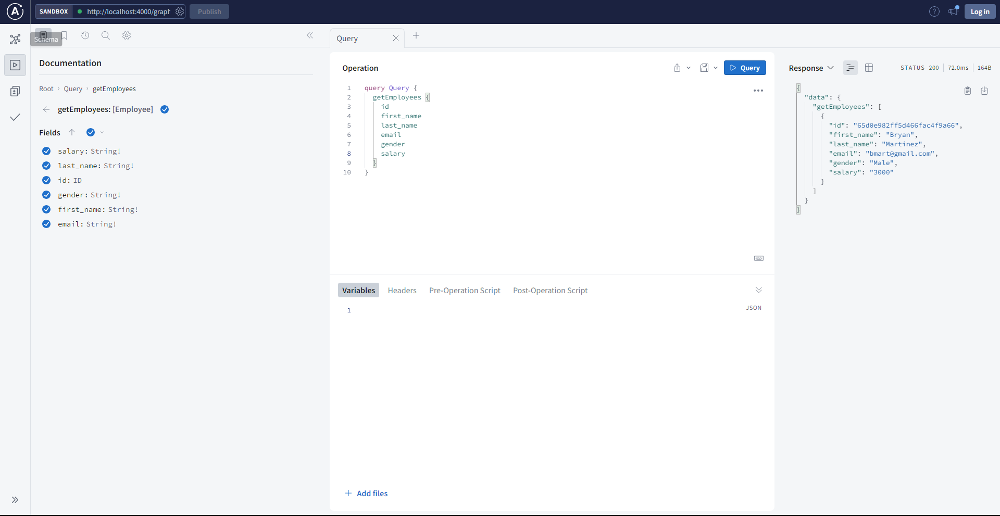 A
SANDBOX
http://localhost:4000/graph
Publish
Log in
Schema
Query
Documentation
Root › Query › getEmployees
getEmployees: [Employee]
Fields
salary: String!
last_name: String!
id: ID
gender: String!
first_name: String!
email: String!
Operation
Query
1 query Query {
2 getEmployees {
3 id
4 first_name
5 last_name
6 email
7 gender
8 salary
9 }
10 }
Variables Headers Pre-Operation Script Post-Operation Script
1
JSON
+ Add files
Response
STATUS 200 72.0ms 164B
{
"data": {
"getEmployees": [
{
"id": "65d0e982ff5d466fac4f9a66",
"first_name": "Bryan",
"last_name": "Martinez",
"email": "bmart@gmail.com",
"gender": "Male",
"salary": "3000"
}
]
}
}